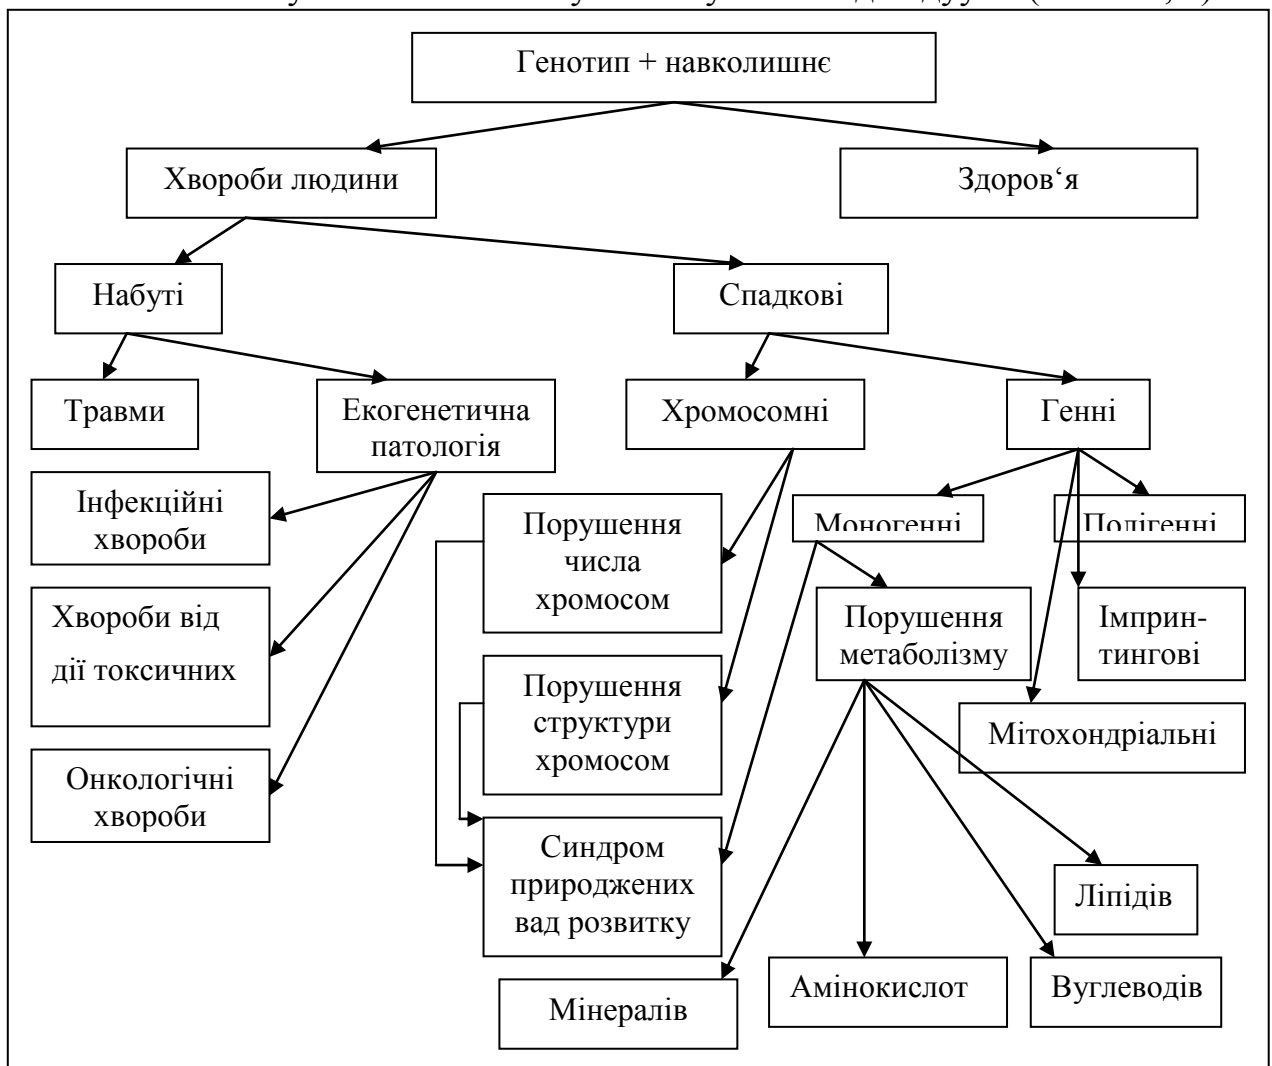 Генотип + навколишнє
Хвороби людини
Здоров‘я
Набуті
Спадкові
Травми
Екогенетична
патологія
Хромосомні
Генні
Інфекційні
хвороби
Порушення
числа
хромосом
Моногенні
Полігенні
Хвороби від
дії токсичних
Порушення
метаболізму
Імприн-
тингові
Порушення
структури
хромосом
Мітохондріальні
Онкологічні
хвороби
Синдром
природжених
вад розвитку
Ліпідів
Мінералів
Амінокислот
Вуглеводів